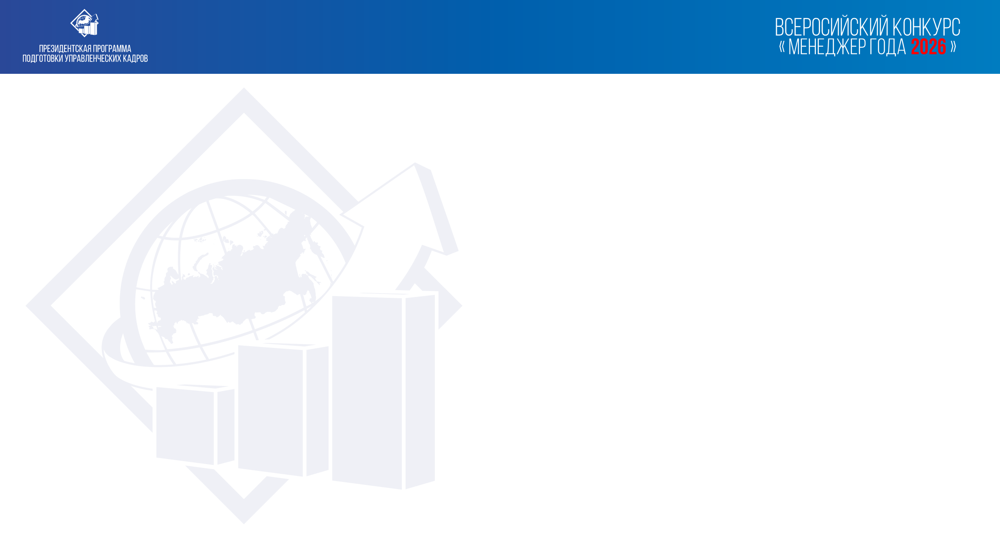 ПРЕЗИДЕНТСКАЯ ПРОГРАММА
ПОДГОТОВКИ УПРАВЛЕНЧЕСКИХ КАДРОВ
ВСЕРОСИЙСКИЙ КОНКУРС
« МЕНЕДЖЕР ГОДА 2026 »